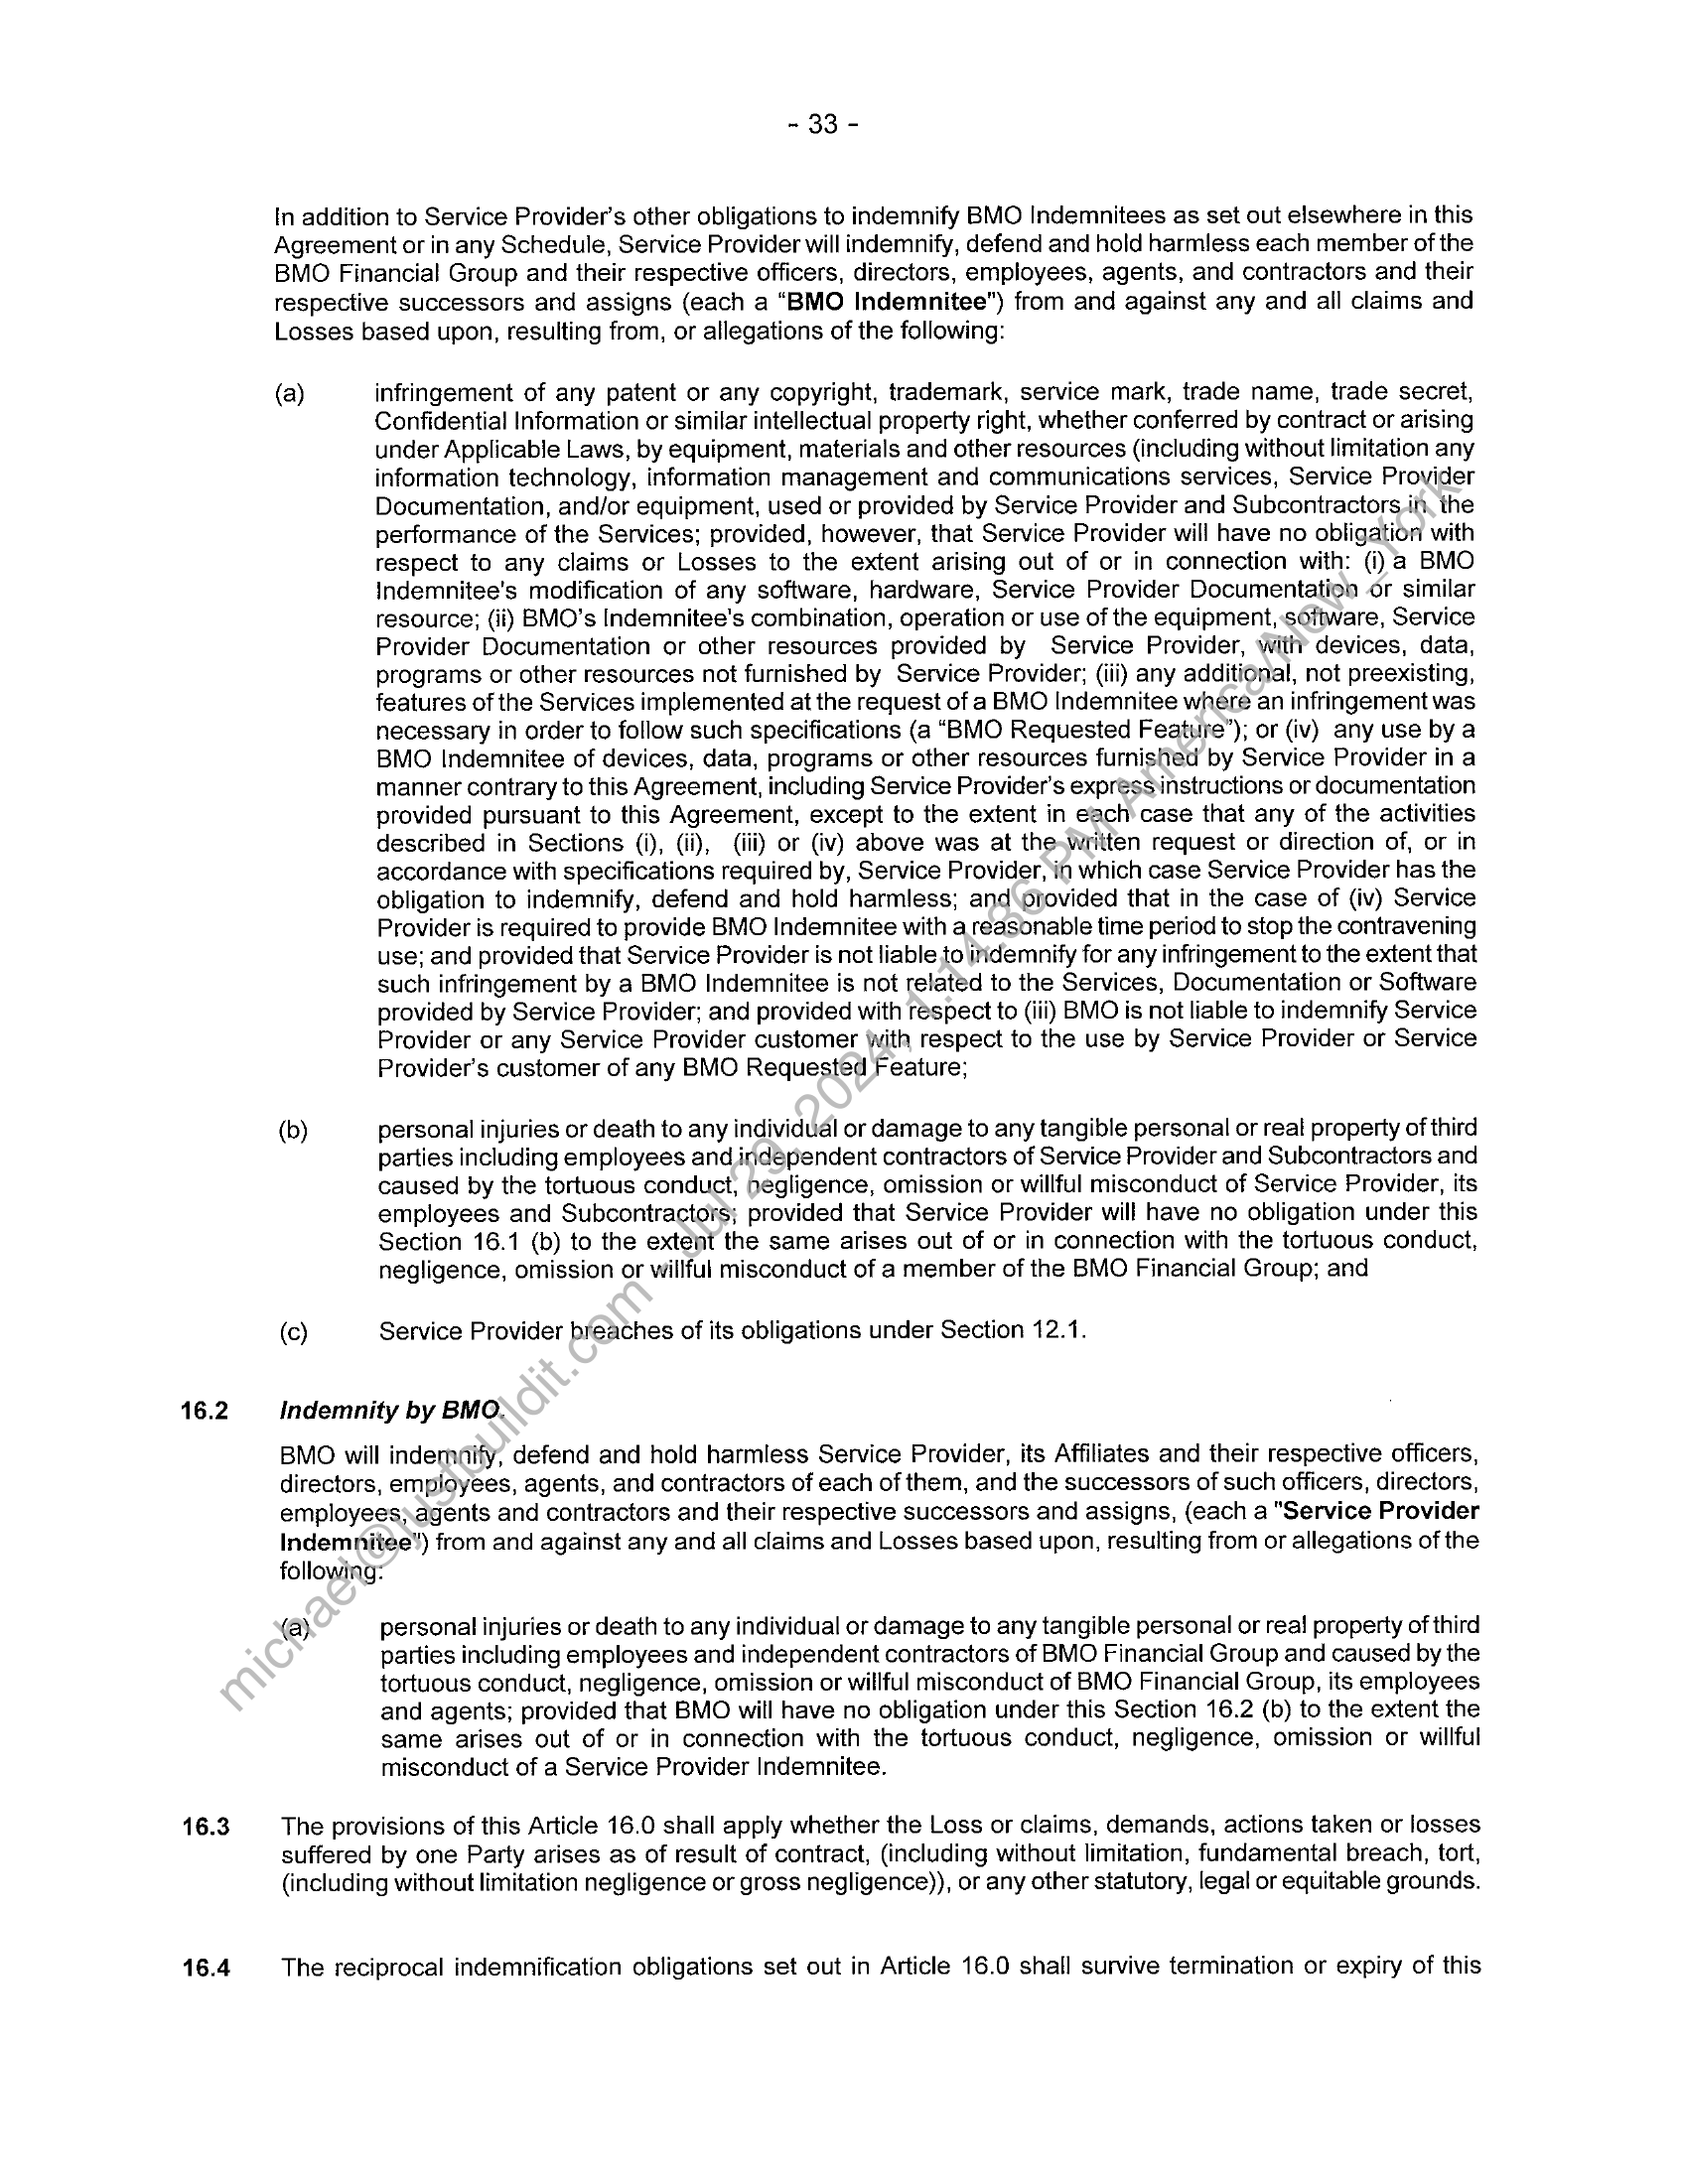 - 33 -
In addition to Service Provider's other obligations to indemnify BMO Indemnitees as set out elsewhere in this
Agreement or in any Schedule, Service Provider will indemnify, defend and hold harmless each member of the
BMO Financial Group and their respective officers, directors, employees, agents, and contractors and their
respective successors and assigns (each a “BMO Indemnitee") from and against any and all claims and
Losses based upon, resulting from, or allegations of the following:
(a) infringement of any patent or any copyright, trademark, service mark, trade name, trade secret,
Confidential Information or similar intellectual property right, whether conferred by contract or arising
under Applicable Laws, by equipment, materials and other resources (including without limitation any
information technology, information management and communications services, Service Provider
Documentation, and/or equipment, used or provided by Service Provider and Subcontractors in the
performance of the Services; provided, however, that Service Provider will have no obligation with
respect to any claims or Losses to the extent arising out of or in connection with: (i) a BMO
Indemnitee's modification of any software, hardware, Service Provider Documentation or similar
resource; (ii) BMO's Indemnitee's combination, operation or use of the equipment, software, Service
Provider Documentation or other resources provided by Service Provider, with devices, data,
programs or other resources not furnished by Service Provider; (iii) any additional, not preexisting,
features of the Services implemented at the request of a BMO Indemnitee where an infringement was
necessary in order to follow such specifications (a “BMO Requested Feature”); or (iv) any use by a
BMO Indemnitee of devices, data, programs or other resources furnished by Service Provider in a
manner contrary to this Agreement, including Service Provider's express instructions or documentation
provided pursuant to this Agreement, except to the extent in each case that any of the activities
described in Sections (i), (ii), (iii) or (iv) above was at the written request or direction of, or in
accordance with specifications required by, Service Provider, in which case Service Provider has the
obligation to indemnify, defend and hold harmless; and provided that in the case of (iv) Service
Provider is required to provide BMO Indemnitee with a reasonable time period to stop the contravening
use; and provided that Service Provider is not liable to indemnify for any infringement to the extent that
such infringement by a BMO Indemnitee is not related to the Services, Documentation or Software
provided by Service Provider; and provided with respect to (iii) BMO is not liable to indemnify Service
Provider or any Service Provider customer with respect to the use by Service Provider or Service
Provider's customer of any BMO Requested Feature;
(b) personal injuries or death to any individual or damage to any tangible personal or real property of third
parties including employees and independent contractors of Service Provider and Subcontractors and
caused by the tortuous conduct, negligence, omission or willful misconduct of Service Provider, its
employees and Subcontractors; provided that Service Provider will have no obligation under this
Section 16.1 (b) to the extent the same arises out of or in connection with the tortuous conduct,
negligence, omission or willful misconduct of a member of the BMO Financial Group; and
(c) Service Provider breaches of its obligations under Section 12.1.
16.2 Indemnity by BMO.
BMO will indemnify, defend and hold harmless Service Provider, its Affiliates and their respective officers,
directors, employees, agents, and contractors of each of them, and the successors of such officers, directors,
employees, agents and contractors and their respective successors and assigns, (each a "Service Provider
Indemnitee") from and against any and all claims and Losses based upon, resulting from or allegations of the
following:
(a) personal injuries or death to any individual or damage to any tangible personal or real property of third
parties including employees and independent contractors of BMO Financial Group and caused by the
tortuous conduct, negligence, omission or willful misconduct of BMO Financial Group, its employees
and agents; provided that BMO will have no obligation under this Section 16.2 (b) to the extent the
same arises out of or in connection with the tortuous conduct, negligence, omission or willful
misconduct of a Service Provider Indemnitee.
16.3 The provisions of this Article 16.0 shall apply whether the Loss or claims, demands, actions taken or losses
suffered by one Party arises as of result of contract, (including without limitation, fundamental breach, tort,
(including without limitation negligence or gross negligence)), or any other statutory, legal or equitable grounds.
16.4 The reciprocal indemnification obligations set out in Article 16.0 shall survive termination or expiry of this
michael@justbuildit.com - Jul 29, 2024, 1:14:36 PM America/New_York